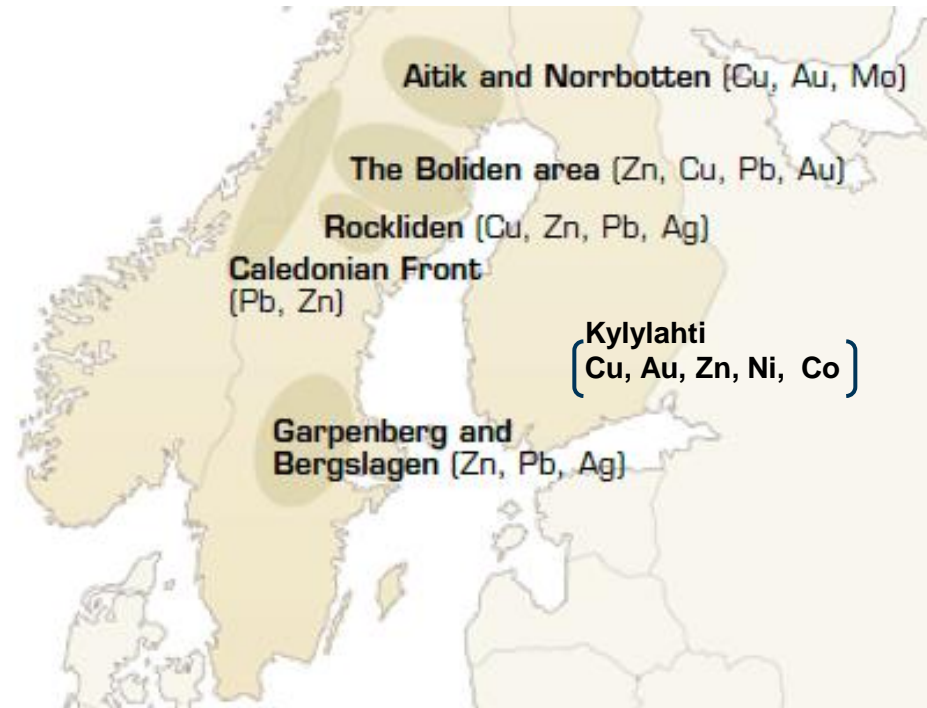 Aitik and Norrbotten (Cu, Au, Mo)
The Boliden area (Zn, Cu, Pb, Au)
Rockliden (Cu, Zn, Pb, Ag)
Caledonian Front
(Pb, Zn)
Kylylahti
Cu, Au, Zn, Ni, Co
Garpenberg and
Bergslagen (Zn, Pb, Ag)